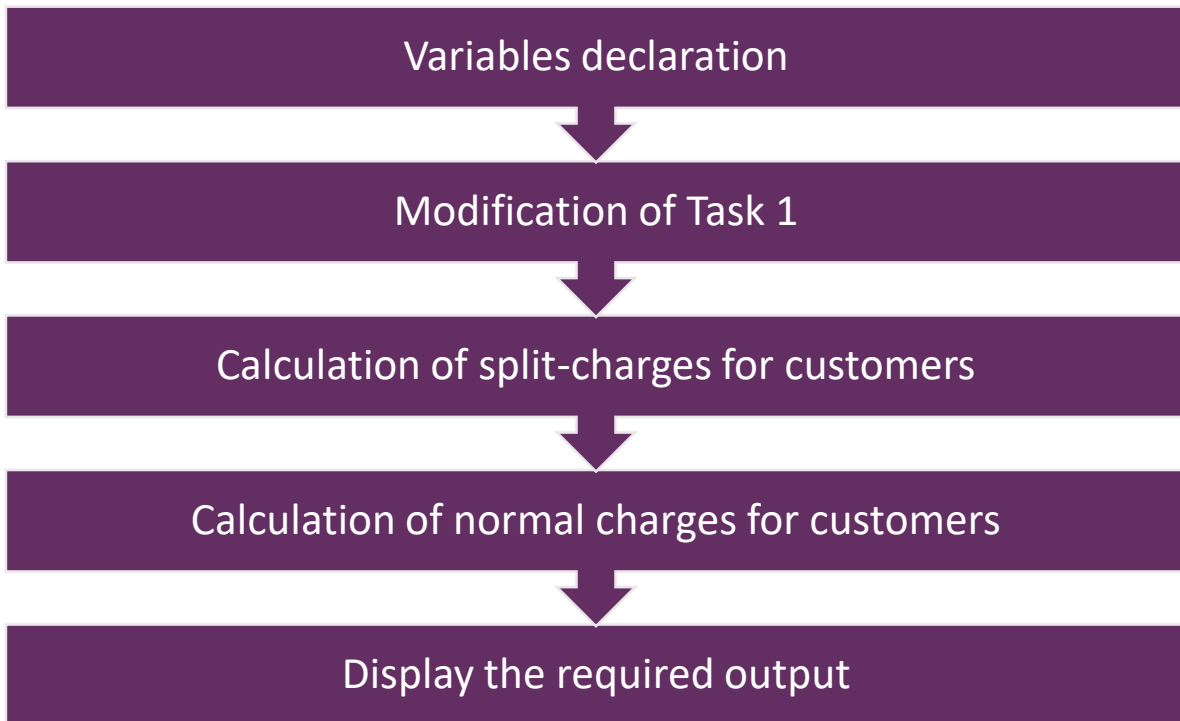 Variables declaration
Modification of Task 1
Calculation of split-charges for customers
Calculation of normal charges for customers
Display the required output